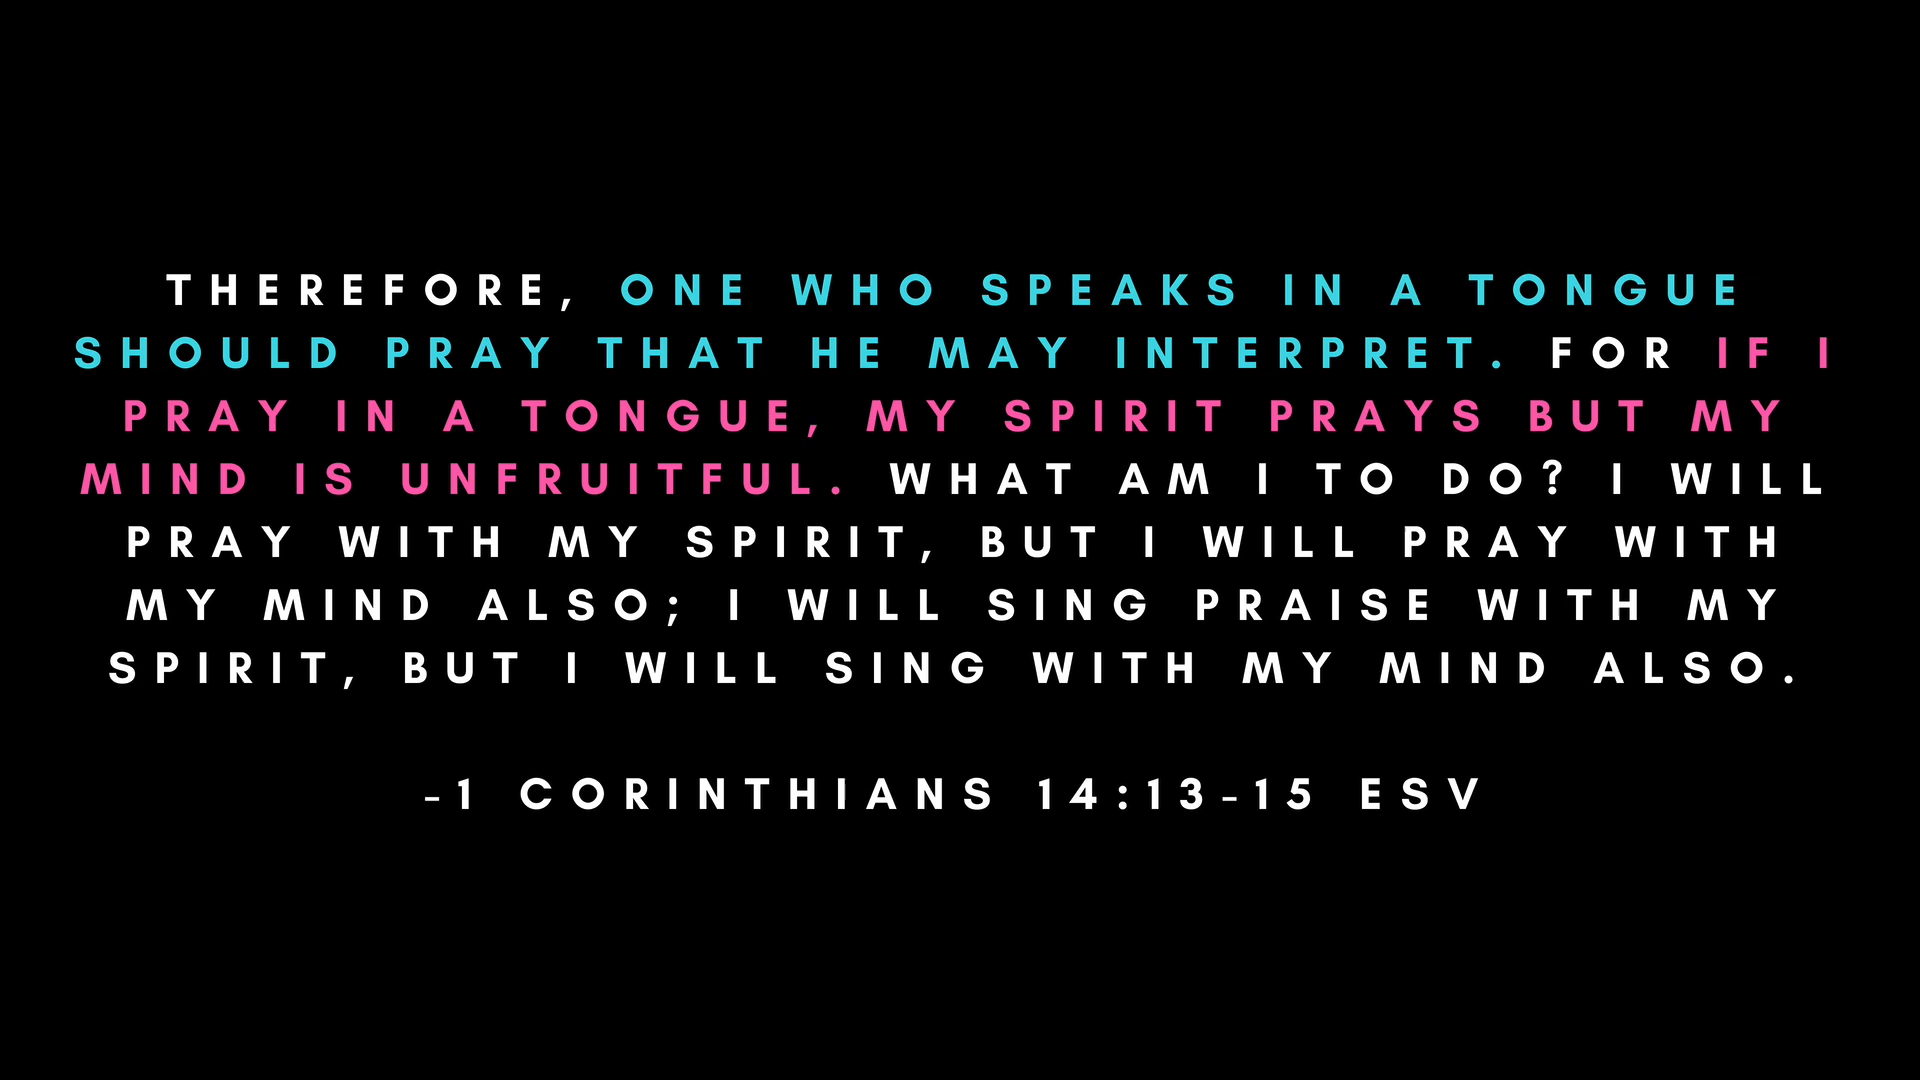 THEREFORE, ONE WHO SPEAKS IN A TONGUE
SHOULD PRAY THAT HE MAY INTERPRET. FOR IF I
PRAY IN A TONGUE, MY SPIRIT PRAYS BUT MY
MIND IS UNFRUITFUL. WHAT AM I TO DO? I WILL
PRAY WITH MY SPIRIT, BUT I WILL PRAY WITH
MY MIND ALSO; I WILL SING PRAISE WITH MY
SPIRIT, BUT I WILL SING WITH MY MIND ALSO.
-1 CORINTHIANS 14:13-15 ESV